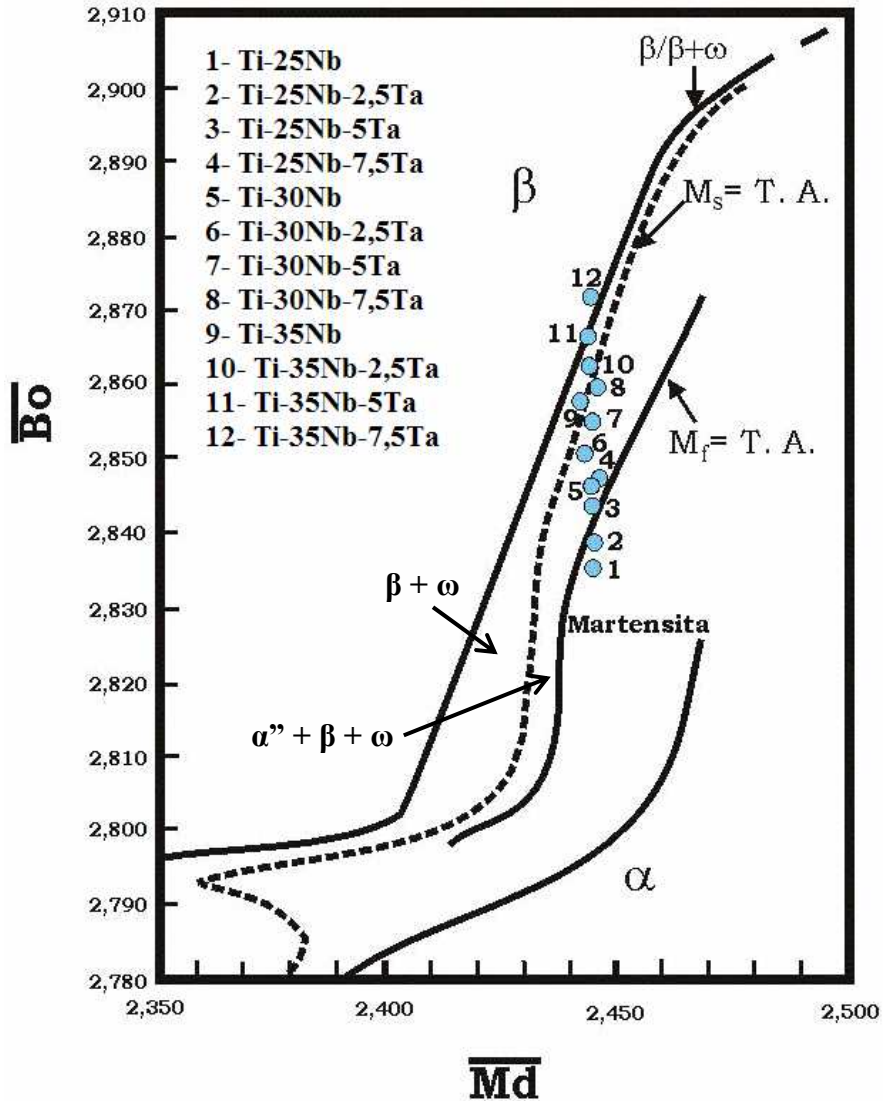 2,910
2,900
2,890
2,880
2,870
2,860
2,850
2,840
2,830
2,820
2,810
2,800
2,790
2,780
Bo
1- Ti-25Nb
2- Ti-25Nb-2,5Ta
3- Ti-25Nb-5Ta
4- Ti-25Nb-7,5Ta
5- Ti-30Nb
6- Ti-30Nb-2,5Ta
7- Ti-30Nb-5Ta
8- Ti-30Nb-7,5Ta
9- Ti-35Nb
10- Ti-35Nb-2,5Ta
11- Ti-35Nb-5Ta
12- Ti-35Nb-7,5Ta
β/β+ω
β
Ms= T. A.
12
11
10
8
9
7
6
4
5
3
2
1
Mf= T. A.
β + ω
Martensita
α” + β + ω
α
2,350
2,400
2,450
2,500
Md